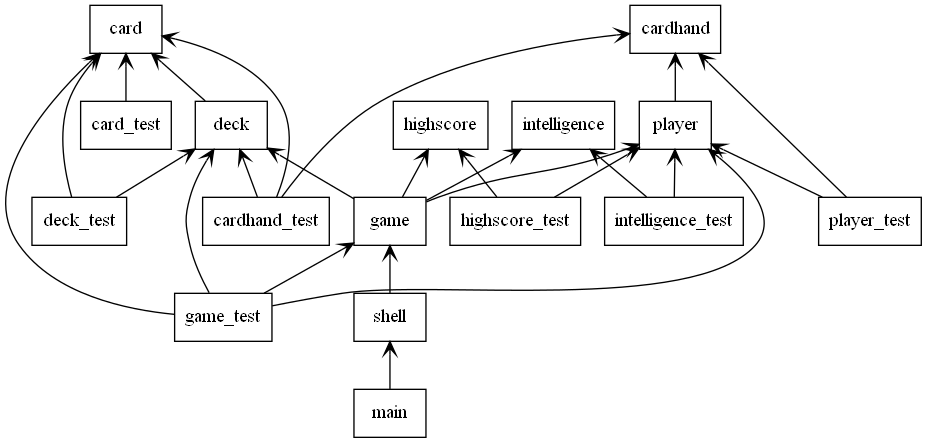 card
cardhand
card_test
deck
highscore
intelligence
player
deck_test
cardhand_test
game
highscore_test
intelligence_test
player_test
game_test
shell
main